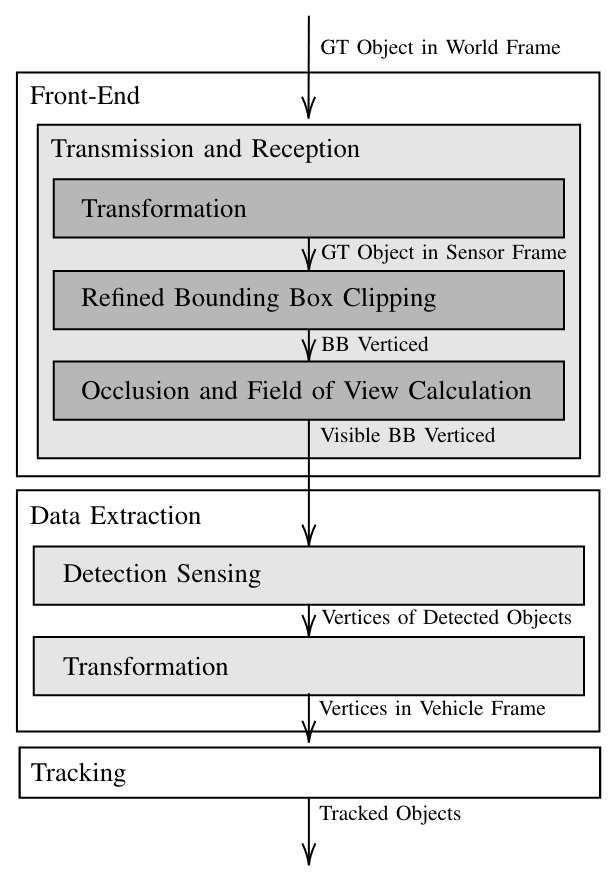 GT Object in World Frame
Front-End
Transmission and Reception
Transformation
GT Object in Sensor Frame
Refined Bounding Box Clipping
BB Verticed
Occlusion and Field of View Calculation
Visible BB Verticed
Data Extraction
Detection Sensing
Vertices of Detected Objects
Transformation
Vertices in Vehicle Frame
Tracking
Tracked Objects